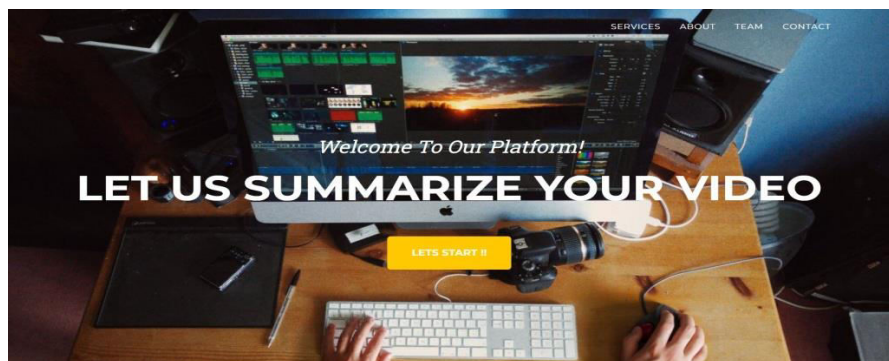 SERVICES ABOUT TEAM CONTACT
Welcome To Our Platform!
LET US SUMMARIZE YOUR VIDEO
LETS START !!